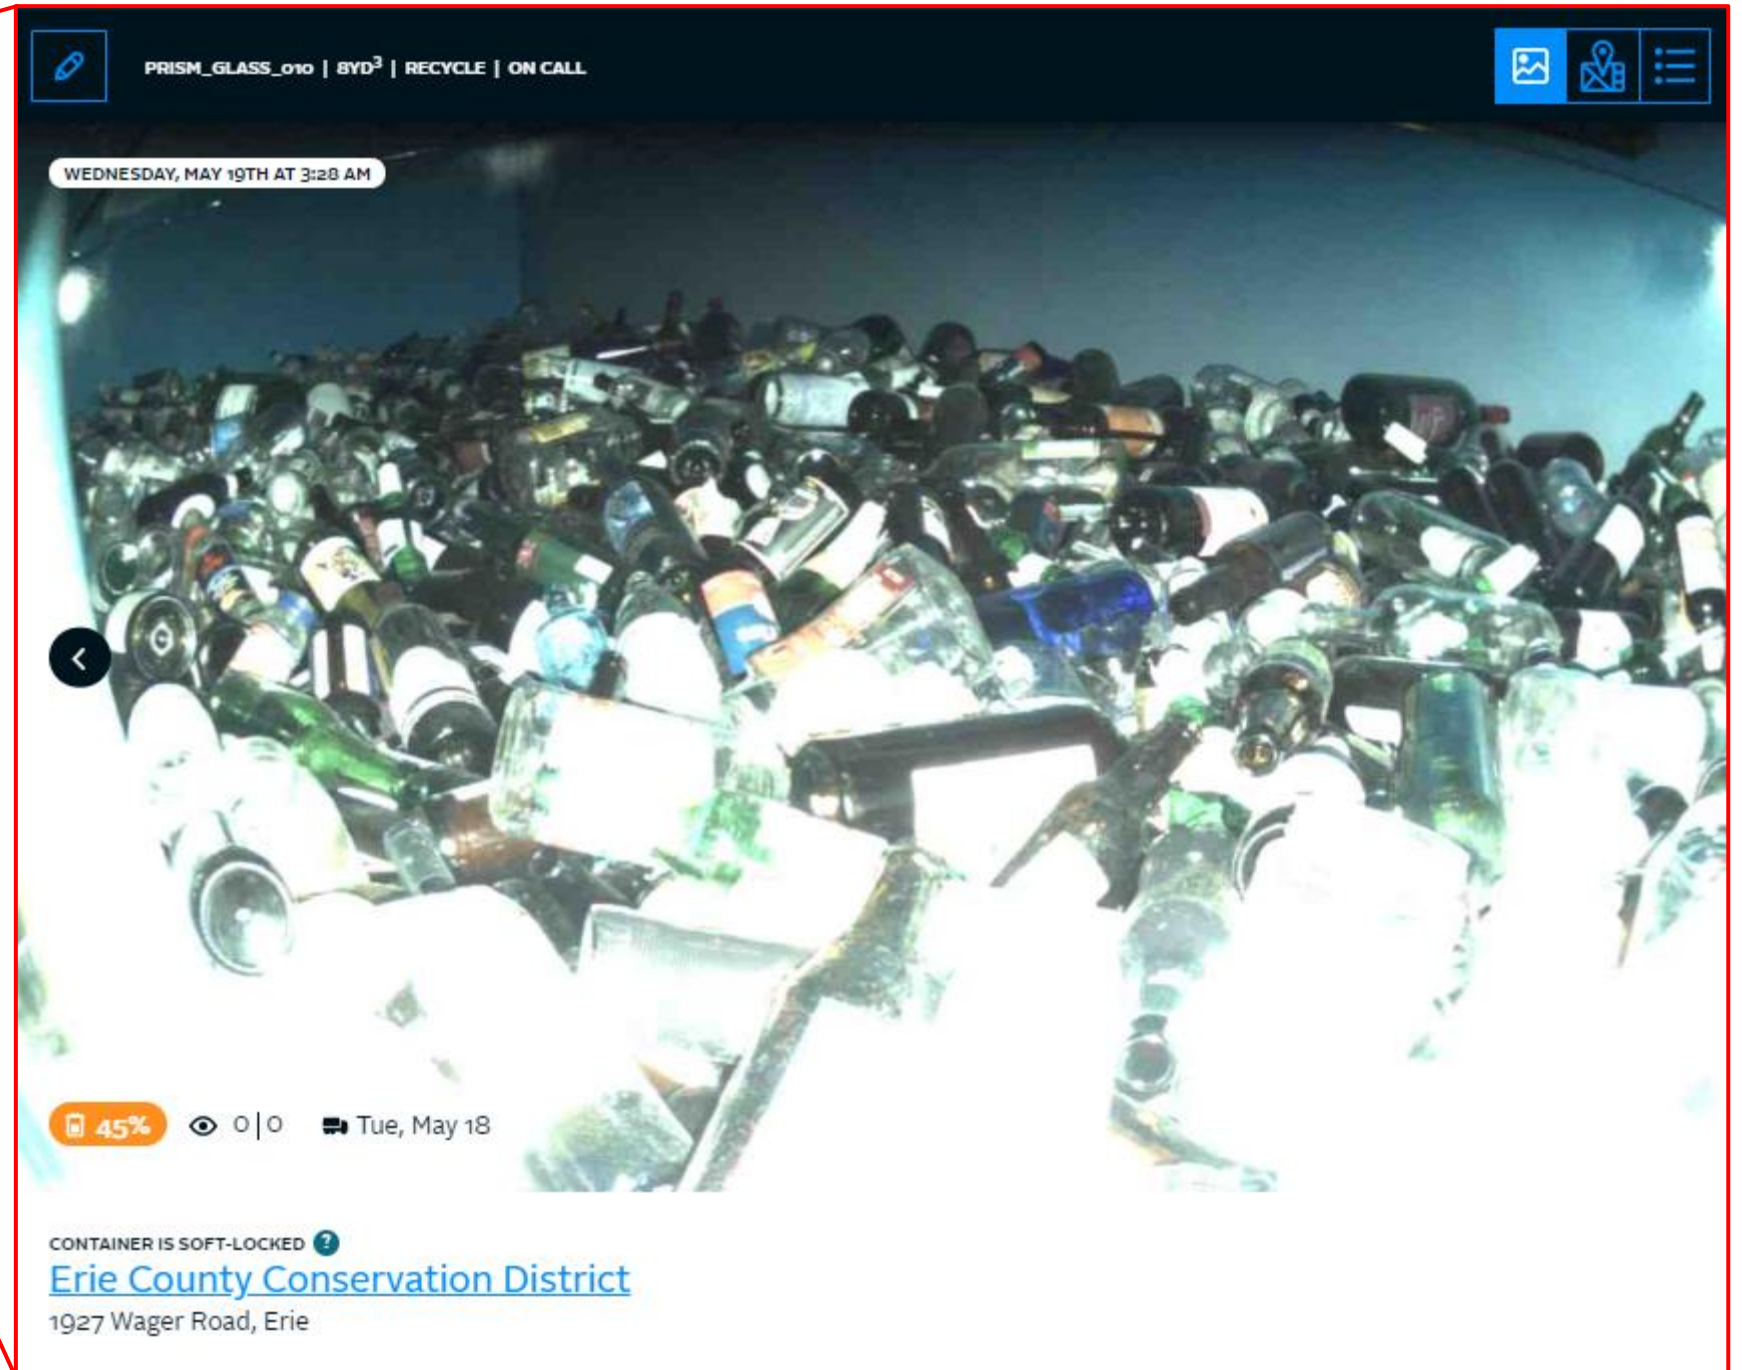 PRISM_GLASS_010 | 8YD³ | RECYCLE | ON CALL
WEDNESDAY, MAY 19TH AT 3:28 AM
45% 0|0 Tue, May 18
CONTAINER IS SOFT-LOCKED ?
Erie County Conservation District
1927 Wager Road, Erie